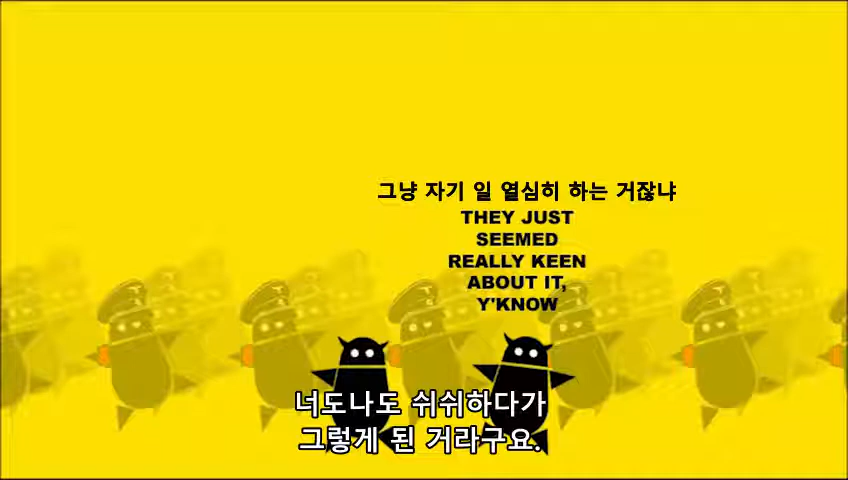 그냥 자기 일 열심히 하는 거잖냐
THEY JUST
SEEMED
REALLY KEEN
ABOUT IT,
Y'KNOW
너도나도 쉬쉬하다가
그렇게 된 거라구요.